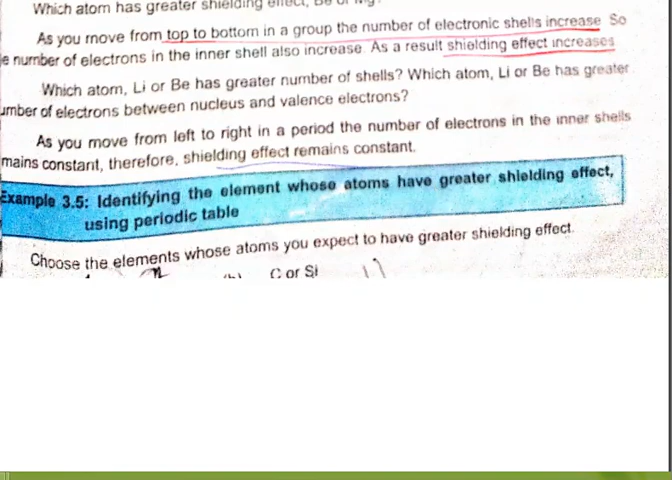 Which atom has greater shielding effect, Be or Mg?
As you move from top to bottom in a group the number of electronic shells increase So
e number of electrons in the inner shell also increase. As a result shielding effect increases
Which atom, Li or Be has greater number of shells? Which atom, Li or Be has greater
umber of electrons between nucleus and valence electrons?
As you move from left to right in a period the number of electrons in the inner shells
mains constant, therefore, shielding effect remains constant.
Example 3.5: Identifying the element whose atoms have greater shielding effect,
using periodic table
Choose the elements whose atoms you expect to have greater shielding effect.
C or Si